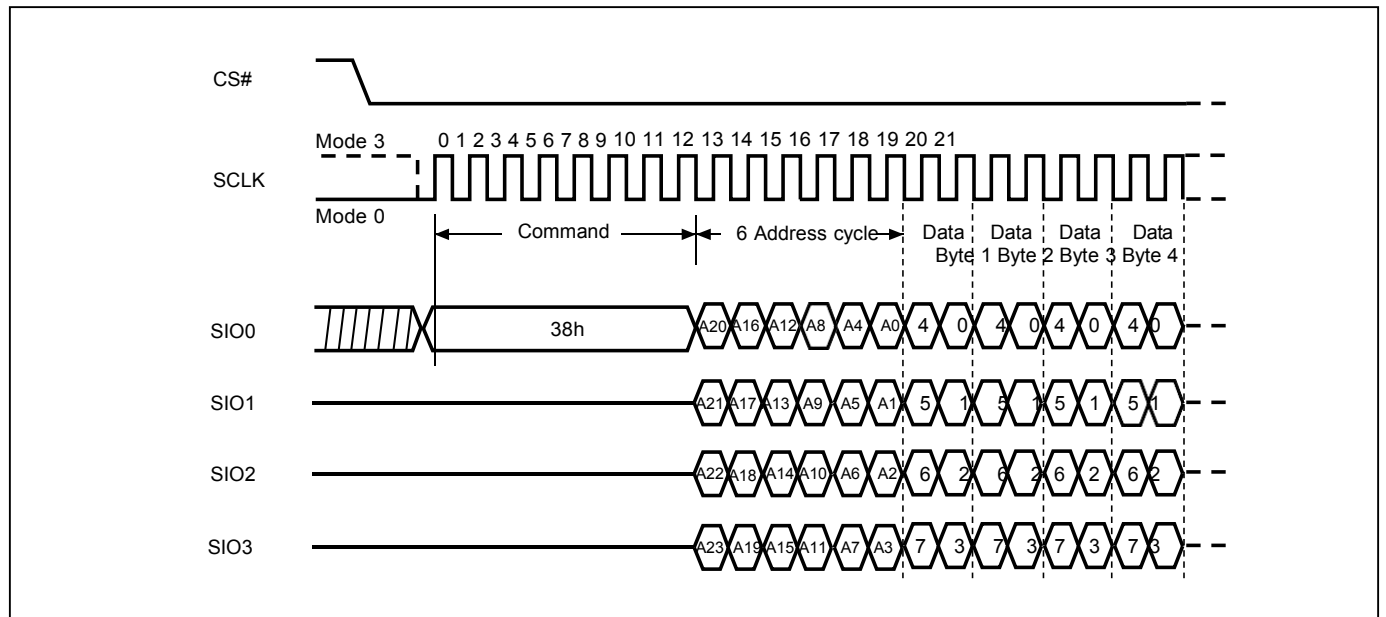 CS#
Mode 3
0 1 2 3 4 5 6 7 8 9 10 11 12 13 14 15 16 17 18 19 20 21
SCLK
Mode 0
Command
6 Address cycle
Data Data Data Data
Byte 1 Byte 2 Byte 3 Byte 4
SIO0 38h A20 A16 A12 A8 A4 A0 4 0 4 0 4 0 4 0
SIO1 A21 A17 A13 A9 A5 A1 5 1 5 1 5 1 5 1
SIO2 A22 A18 A14 A10 A6 A2 6 2 6 2 6 2 6 2
SIO3 A23 A19 A15 A11 A7 A3 7 3 7 3 7 3 7 3